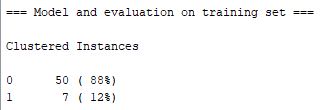 === Model and evaluation on training set ===
Clustered Instances
0 50 ( 88%)
1 7 ( 12%)